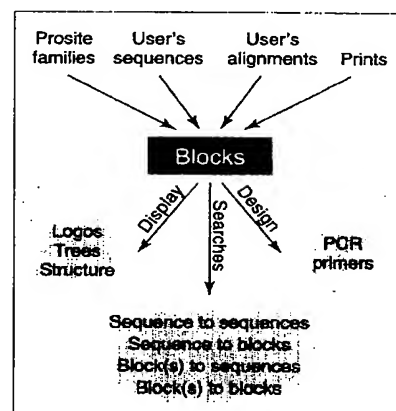 Prosite families
User's sequences
User's alignments
Prints
Blocks
Display
Searches
Design
Logos
Trees
Structure
PCR
primers
Sequence to sequences
Sequence to blocks
Block(s) to sequences
Block(s) to blocks